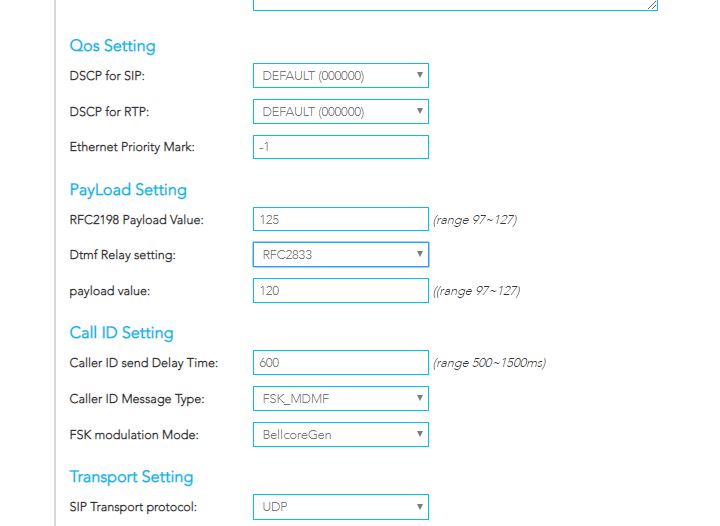 Qos Setting
DSCP for SIP: DEFAULT (000000)
DSCP for RTP: DEFAULT (000000)
Ethernet Priority Mark: -1
PayLoad Setting
RFC2198 Payload Value: 125 (range 97~127)
Dtmf Relay setting: RFC2833
payload value: 120 ((range 97~127)
Call ID Setting
Caller ID send Delay Time: 600 (range 500~1500ms)
Caller ID Message Type: FSK_MDMF
FSK modulation Mode: BellcoreGen
Transport Setting
SIP Transport protocol: UDP